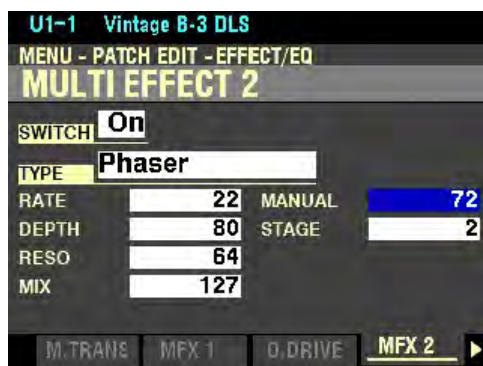 U1-1 Vintage B-3 DLS
MENU - PATCH EDIT - EFFECT/EQ
MULTI EFFECT 2
SWITCH On
TYPE Phaser
RATE 22 MANUAL 72
DEPTH 80 STAGE 2
RESO 64
MIX 127
M.TRANS MFX 1 O.DRIVE MFX 2